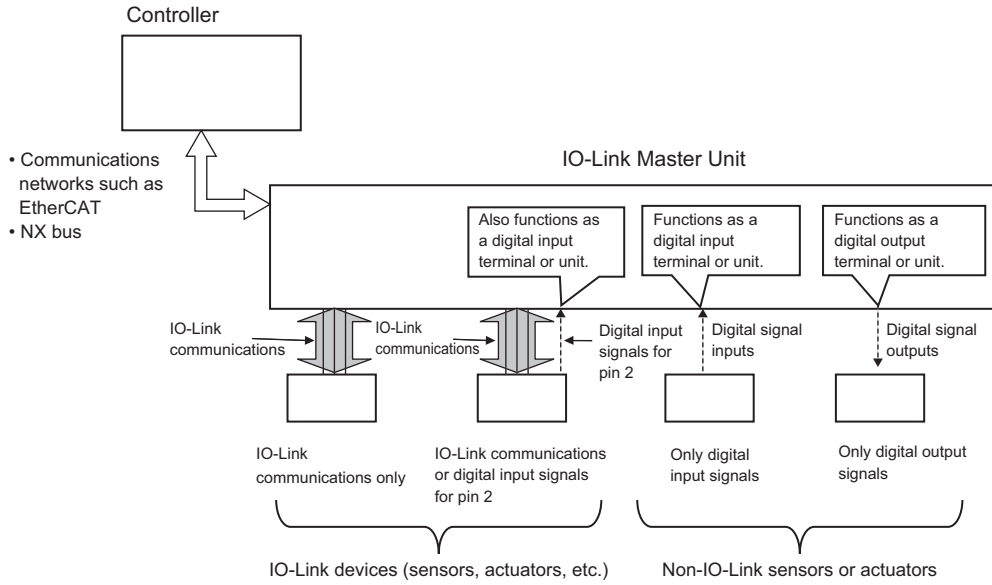 Controller
• Communications
networks such as
EtherCAT
• NX bus
IO-Link Master Unit
Also functions as
a digital input
terminal or unit.
Functions as a
digital input
terminal or unit.
Functions as a
digital output
terminal or unit.
IO-Link
communications
IO-Link
communications
Digital input
signals for
pin 2
Digital signal
inputs
Digital signal
outputs
IO-Link
communications only
IO-Link communications
or digital input signals
for pin 2
Only digital
input signals
Only digital output
signals
IO-Link devices (sensors, actuators, etc.)
Non-IO-Link sensors or actuators